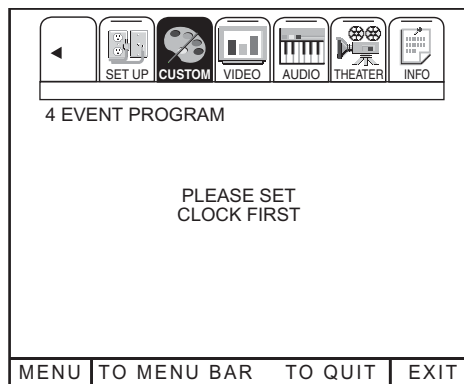 SET UP CUSTOM VIDEO AUDIO THEATER INFO
4 EVENT PROGRAM
PLEASE SET
CLOCK FIRST
MENU TO MENU BAR TO QUIT EXIT